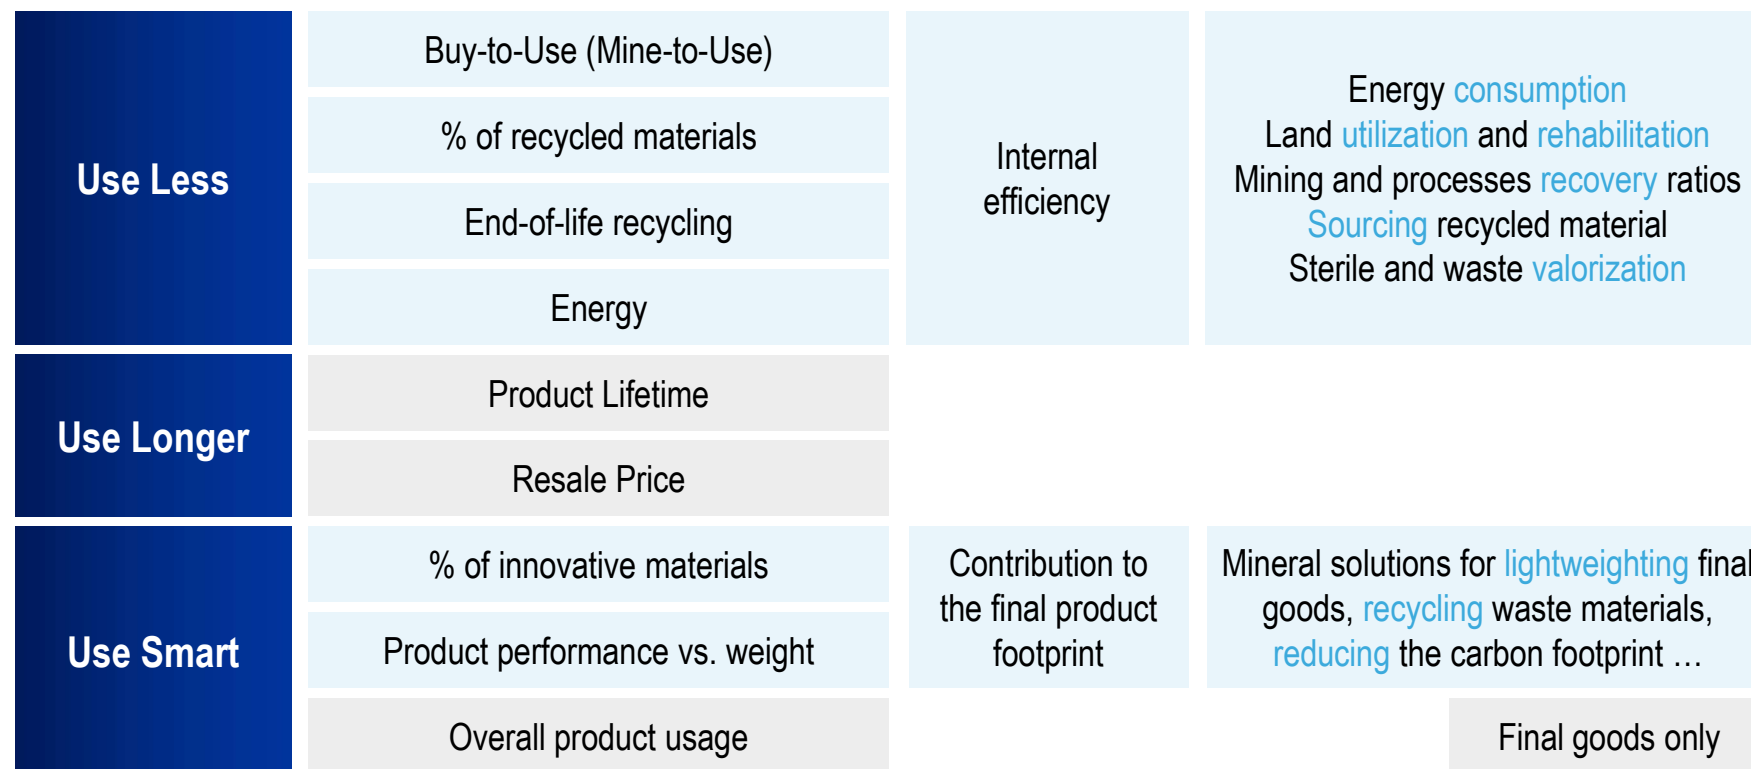 Use Less
Buy-to-Use (Mine-to-Use)
% of recycled materials
End-of-life recycling
Energy
Internal
efficiency
Energy consumption
Land utilization and rehabilitation
Mining and processes recovery ratios
Sourcing recycled material
Sterile and waste valorization
Use Longer
Product Lifetime
Resale Price
Use Smart
% of innovative materials
Product performance vs. weight
Overall product usage
Contribution to
the final product
footprint
Mineral solutions for lightweighting final
goods, recycling waste materials,
reducing the carbon footprint …
Final goods only